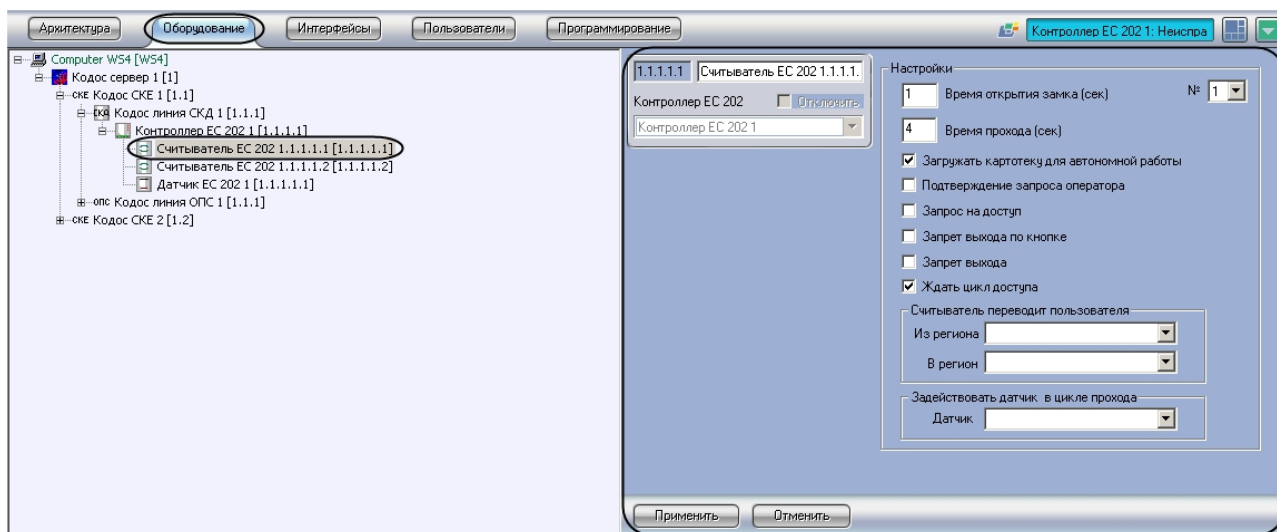 Архитектура Оборудование Интерфейсы Пользователи Программирование Контроллер ЕС 202 1: Неиспра
Computer WS4 [WS4]
Кодос сервер 1 [1]
СКЕ Кодос СКЕ 1 [1.1]
СКД Кодос линия СКД 1 [1.1.1]
Контроллер ЕС 202 1 [1.1.1.1]
Считыватель ЕС 202 1.1.1.1.1 [1.1.1.1.1]
Считыватель ЕС 202 1.1.1.1.2 [1.1.1.1.2]
Датчик ЕС 202 1 [1.1.1.1.1]
ОПС Кодос линия ОПС 1 [1.1.1]
СКЕ Кодос СКЕ 2 [1.2]
1.1.1.1.1 Считыватель ЕС 202 1.1.1.1.
Контроллер ЕС 202 Отключить
Контроллер ЕС 202 1
Настройки
1 Время открытия замка (сек) № 1
4 Время прохода (сек)
Загружать картотеку для автономной работы
Подтверждение запроса оператора
Запрос на доступ
Запрет выхода по кнопке
Запрет выхода
Ждать цикл доступа
Считыватель переводит пользователя
Из региона
В регион
Задействовать датчик в цикле прохода
Датчик
Применить Отменить